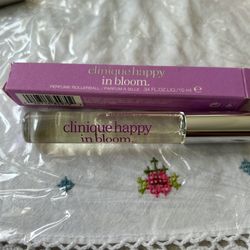 clinique happy
in bloom.
PERFUME ROLLERBALL / PARFUM A BILLE .34 FL.OZ.LIQ / 10 ml ℮
clinique happy
in bloom.